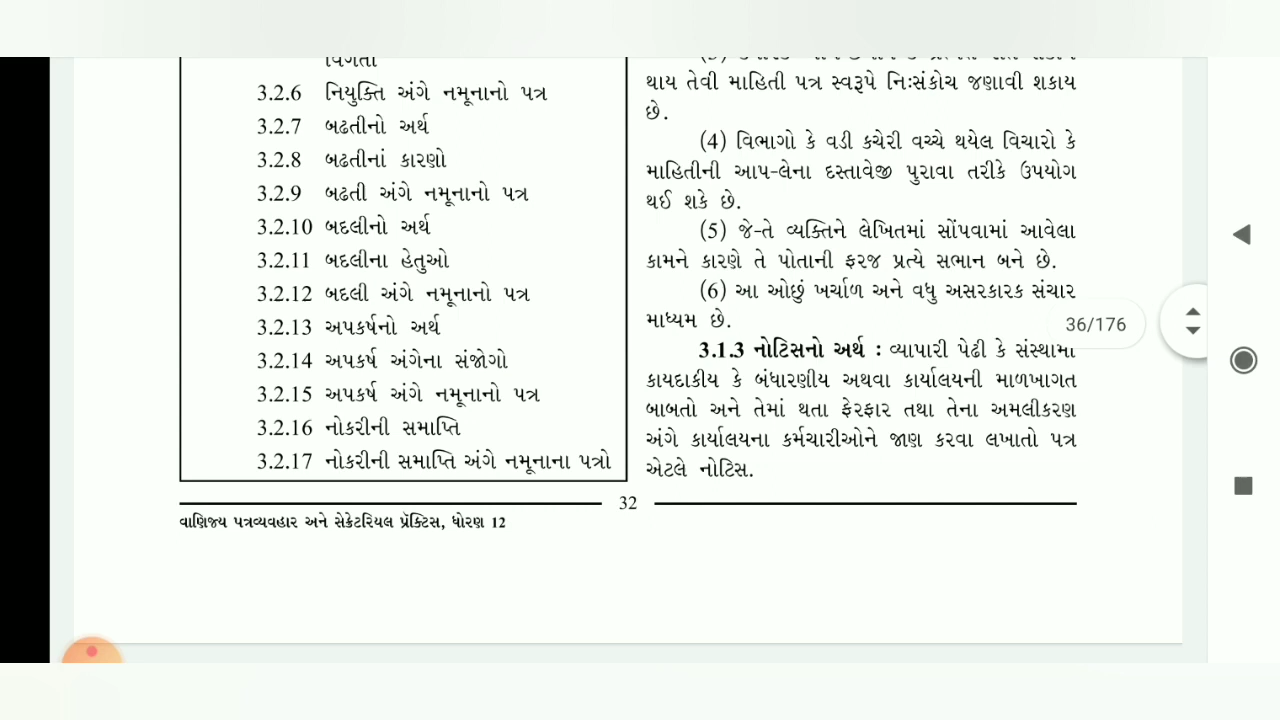 વિગતો
3.2.6 નિયુક્તિ અંગે નમૂનાનો પત્ર
3.2.7 બઢતીનો અર્થ
3.2.8 બઢતીનાં કારણો
3.2.9 બઢતી અંગે નમૂનાનો પત્ર
3.2.10 બદલીનો અર્થ
3.2.11 બદલીના હેતુઓ
3.2.12 બદલી અંગે નમૂનાનો પત્ર
3.2.13 અપકર્ષનો અર્થ
3.2.14 અપકર્ષ અંગેના સંજોગો
3.2.15 અપકર્ષ અંગે નમૂનાનો પત્ર
3.2.16 નોકરીની સમાપ્તિ
3.2.17 નોકરીની સમાપ્તિ અંગે નમૂનાના પત્રો
થાય તેવી માહિતી પત્ર સ્વરૂપે નિઃસંકોચ જણાવી શકાય
છે.
(4) વિભાગો કે વડી કચેરી વચ્ચે થયેલ વિચારો કે
માહિતીની આપ-લેના દસ્તાવેજી પુરાવા તરીકે ઉપયોગ
થઈ શકે છે.
(5) જે-તે વ્યક્તિને લેખિતમાં સોંપવામાં આવેલા
કામને કારણે તે પોતાની ફરજ પ્રત્યે સભાન બને છે.
(6) આ ઓછું ખર્ચાળ અને વધુ અસરકારક સંચાર
માધ્યમ છે.
3.1.3 નોટિસનો અર્થ : વ્યાપારી પેઢી કે સંસ્થામાં
કાયદાકીય કે બંધારણીય અથવા કાર્યાલયની માળખાગત
બાબતો અને તેમાં થતા ફેરફાર તથા તેના અમલીકરણ
અંગે કાર્યાલયના કર્મચારીઓને જાણ કરવા લખાતો પત્ર
એટલે નોટિસ.
36/176
32
વાણિજ્ય પત્રવ્યવહાર અને સેક્રેટરિયલ પ્રૅક્ટિસ, ધોરણ 12